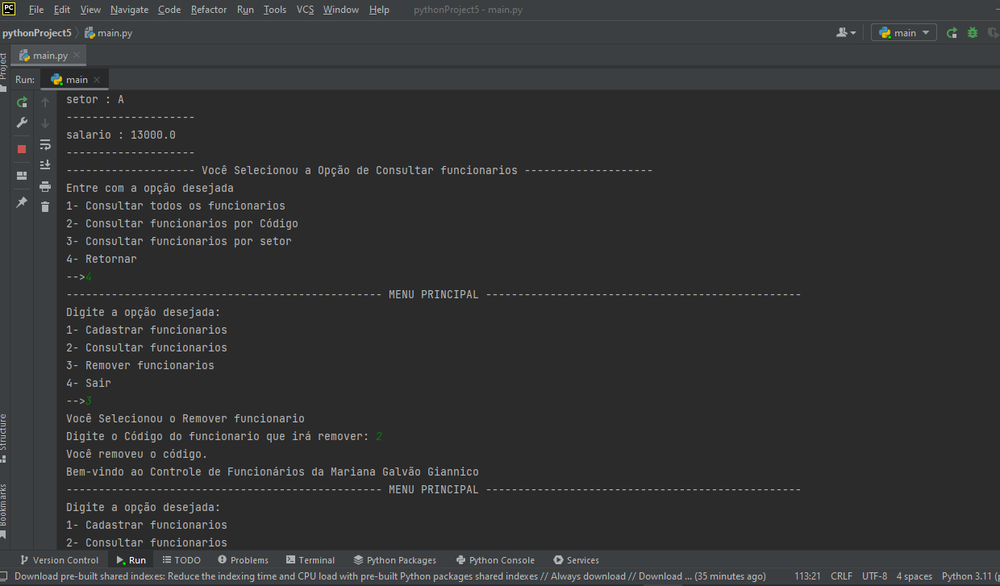 PC File Edit View Navigate Code Refactor Run Tools VCS Window Help pythonProject5 - main.py
pythonProject5 main.py main
Project
main.py
Run: main
setor : A
--------------------
salario : 13000.0
--------------------
-------------------- Você Selecionou a Opção de Consultar funcionarios --------------------
Entre com a opção desejada
1- Consultar todos os funcionarios
2- Consultar funcionarios por Código
3- Consultar funcionarios por setor
4- Retornar
-->4
------------------------------------------------- MENU PRINCIPAL -------------------------------------------------
Digite a opção desejada:
1- Cadastrar funcionarios
2- Consultar funcionarios
3- Remover funcionarios
4- Sair
-->3
Você Selecionou o Remover funcionario
Digite o Código do funcionario que irá remover: 2
Você removeu o código.
Bem-vindo ao Controle de Funcionários da Mariana Galvão Giannico
------------------------------------------------- MENU PRINCIPAL -------------------------------------------------
Digite a opção desejada:
1- Cadastrar funcionarios
2- Consultar funcionarios
Structure
Bookmarks
Version Control Run TODO Problems Terminal Python Packages Python Console Services
Download pre-built shared indexes: Reduce the indexing time and CPU load with pre-built Python packages shared indexes // Always download // Download ... (35 minutes ago) 113:21 CRLF UTF-8 4 spaces Python 3.11 (p